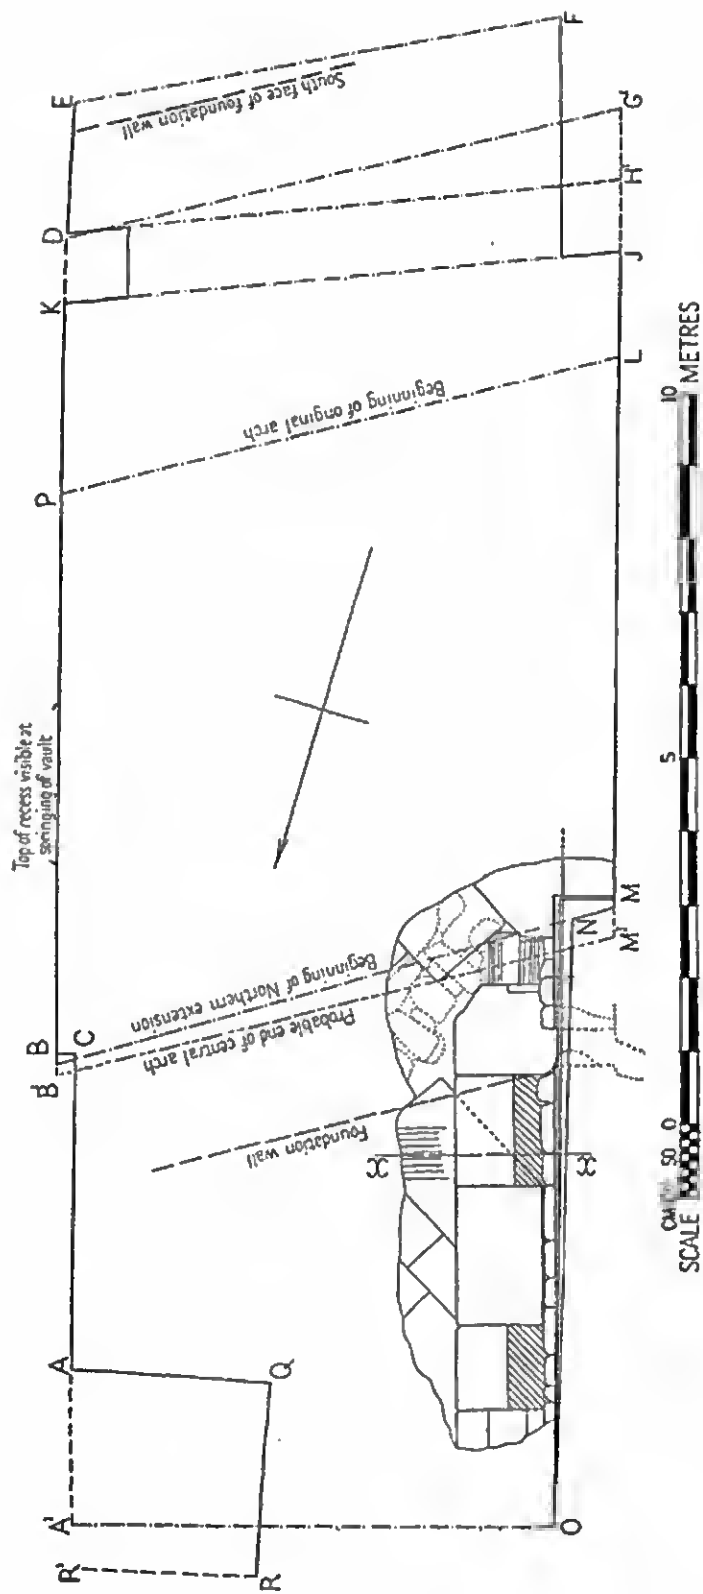 E
F
South face of foundation wall
D
G'
H'
K
J
L
Beginning of original arch
P
Top of recess visible at
springing of vault
B
B'
C
Beginning of Northern extension
Probable end of central arch
Foundation wall
N
M
M'
X
X
A
Q
A'
O
R'
R
SCALE
CM
50
0
5
10
METRES